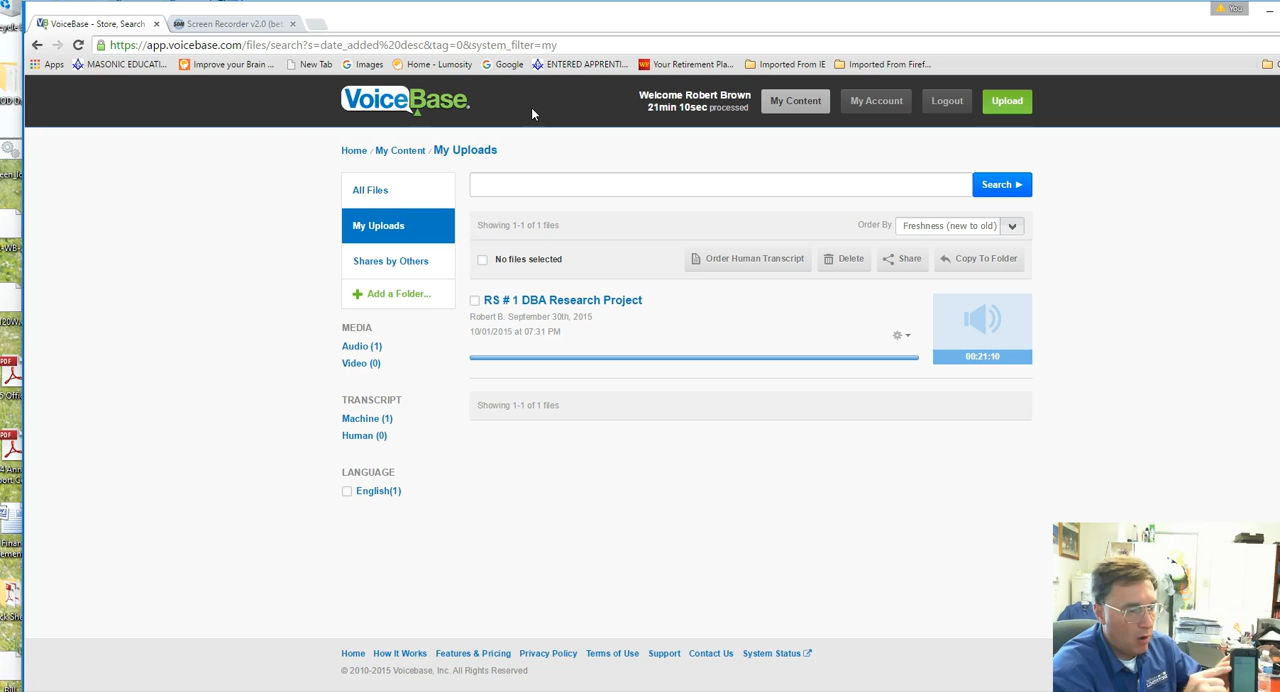 VoiceBase - Store, Search
Screen Recorder v2.0 (bet
You
https://app.voicebase.com/files/search?s=date_added%20desc&tag=0&system_filter=my
Apps MASONIC EDUCATI... Improve your Brain ... New Tab Images Home - Lumosity Google ENTERED APPRENTI... Your Retirement Pla... Imported From IE Imported From Firef...
VoiceBase
Welcome Robert Brown
21min 10sec processed
My Content My Account Logout Upload
Home / My Content / My Uploads
All Files
Search
My Uploads
Showing 1-1 of 1 files
Order By Freshness (new to old)
Shares by Others
No files selected
Order Human Transcript Delete Share Copy To Folder
Add a Folder...
RS # 1 DBA Research Project
Robert B. September 30th, 2015
10/01/2015 at 07:31 PM
00:21:10
MEDIA
Audio (1)
Video (0)
TRANSCRIPT
Machine (1)
Human (0)
Showing 1-1 of 1 files
LANGUAGE
English(1)
Home How It Works Features & Pricing Privacy Policy Terms of Use Support Contact Us System Status
© 2010-2015 Voicebase, Inc. All Rights Reserved
PDF
PDF